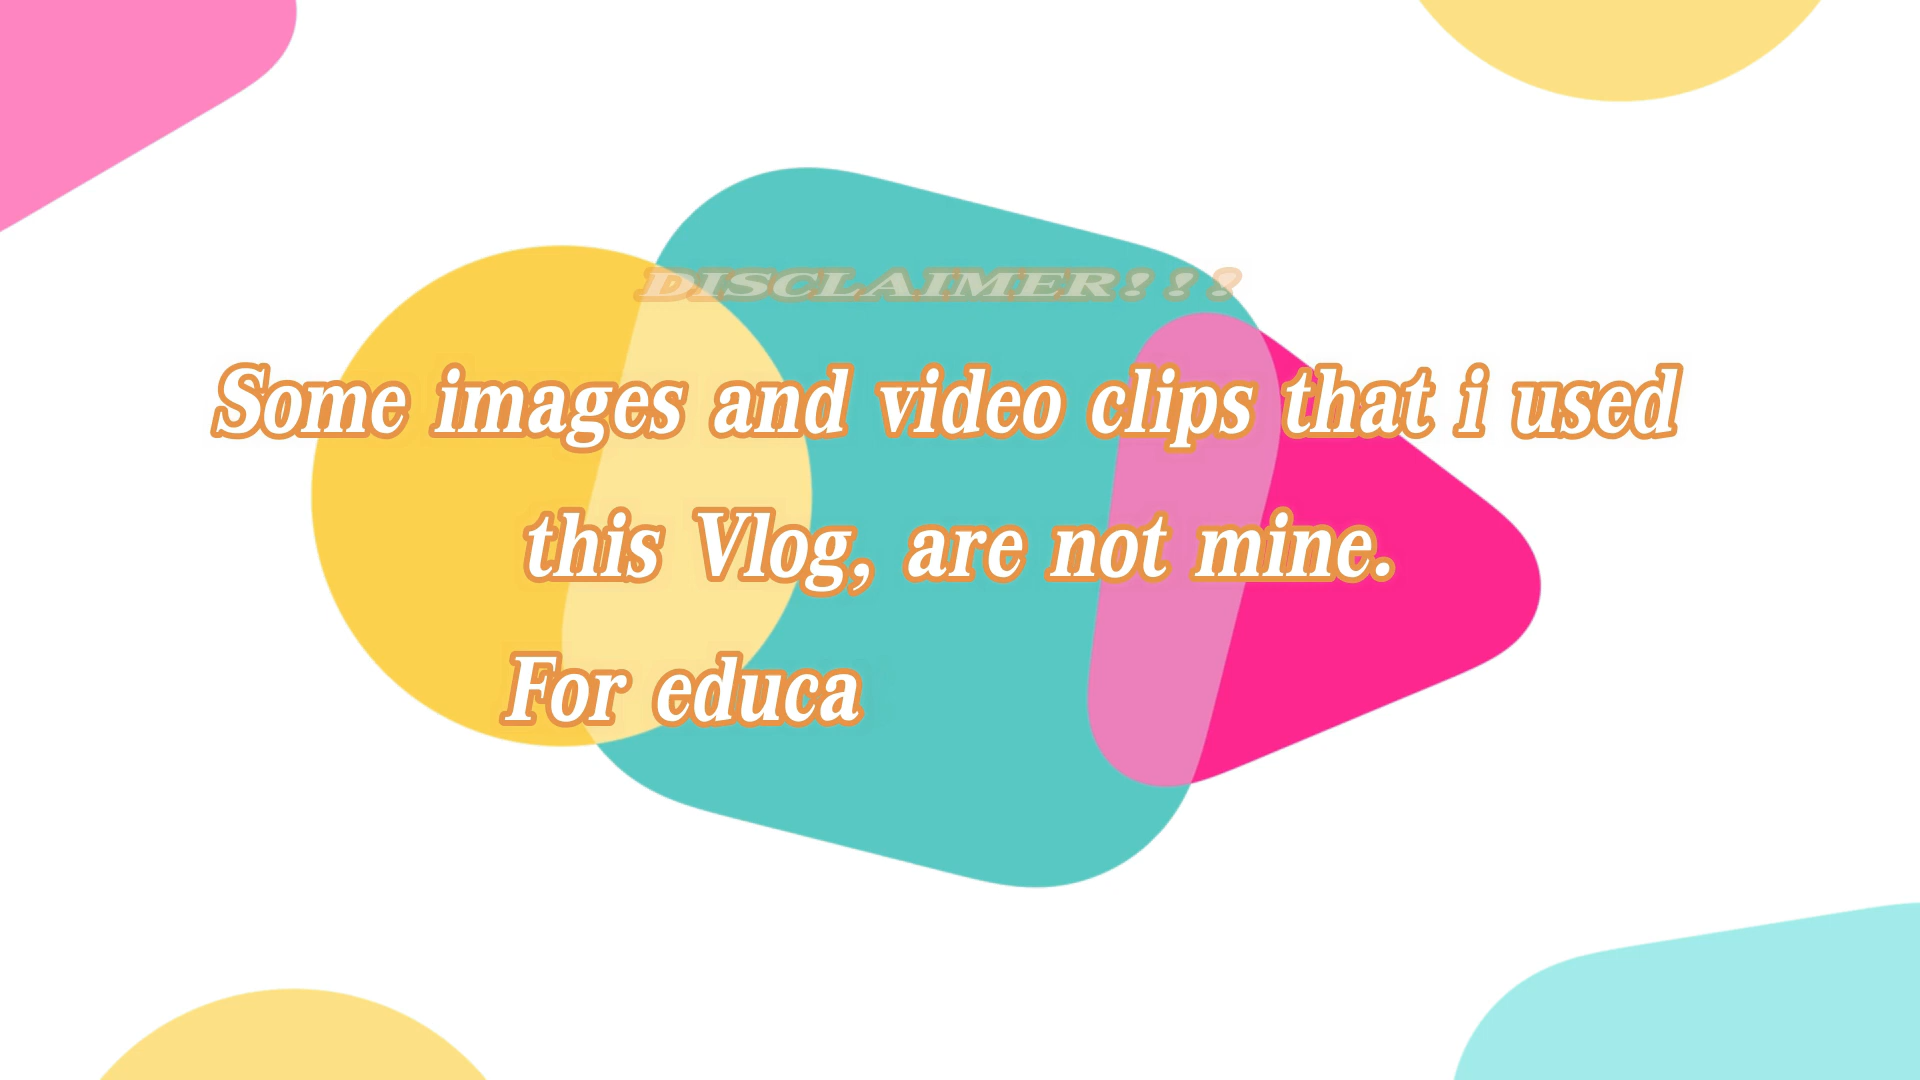 DISCLAIMER!!!
Some images and video clips that i used
this Vlog, are not mine.
For educa